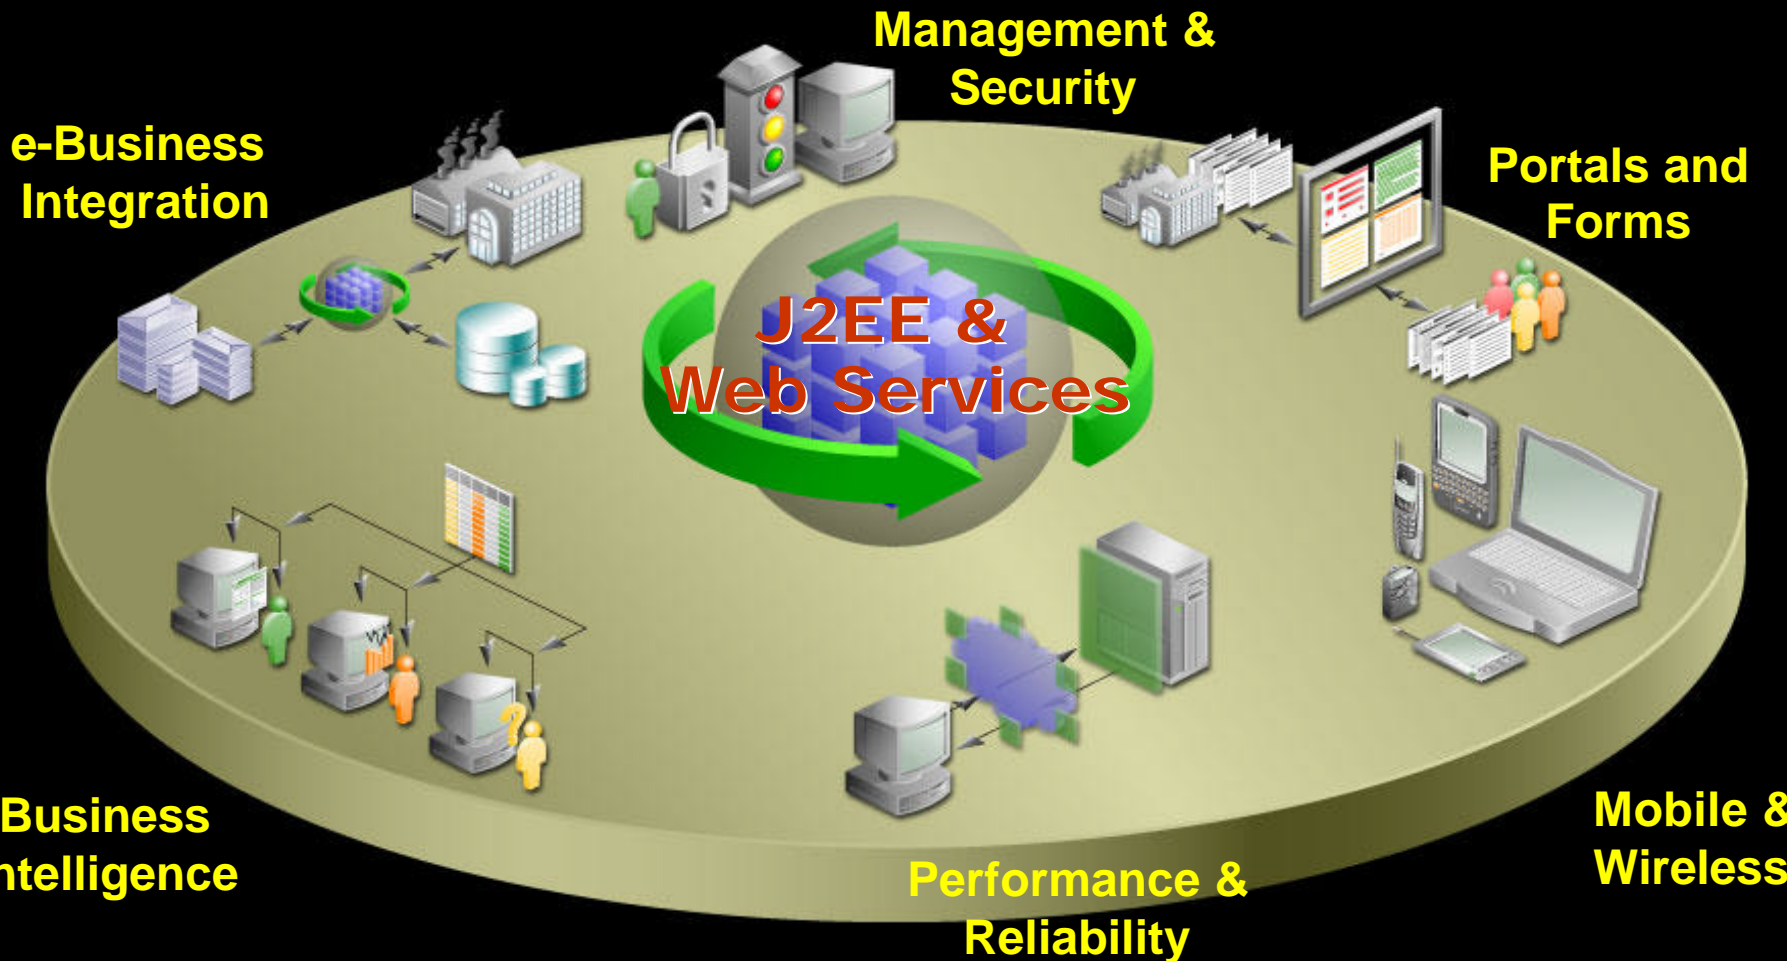 Management &
Security
e-Business
Integration
Portals and
Forms
J2EE &
Web Services
Business
ntelligence
Mobile &
Wireless
Performance &
Reliability
?